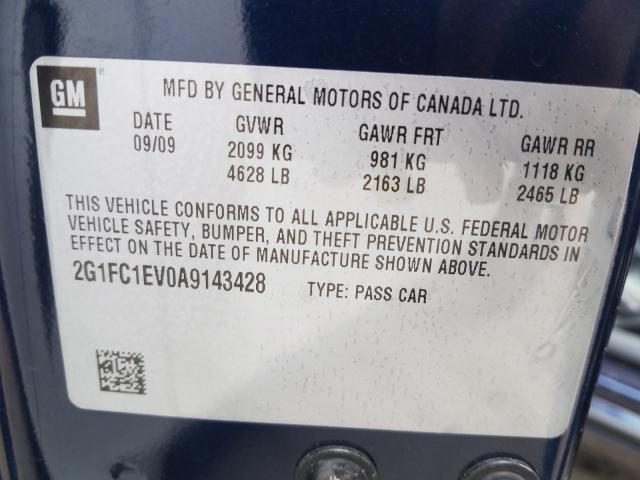 GM
MFD BY GENERAL MOTORS OF CANADA LTD.
DATE GVWR GAWR FRT GAWR RR
09/09 2099 KG 981 KG 1118 KG
4628 LB 2163 LB 2465 LB
THIS VEHICLE CONFORMS TO ALL APPLICABLE U.S. FEDERAL MOTOR
VEHICLE SAFETY, BUMPER, AND THEFT PREVENTION STANDARDS IN
EFFECT ON THE DATE OF MANUFACTURE SHOWN ABOVE.
2G1FC1EV0A9143428 TYPE: PASS CAR